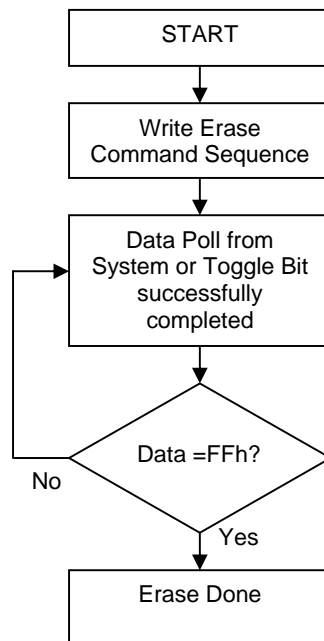 START
Write Erase
Command Sequence
Data Poll from
System or Toggle Bit
successfully
completed
Data =FFh?
No
Yes
Erase Done